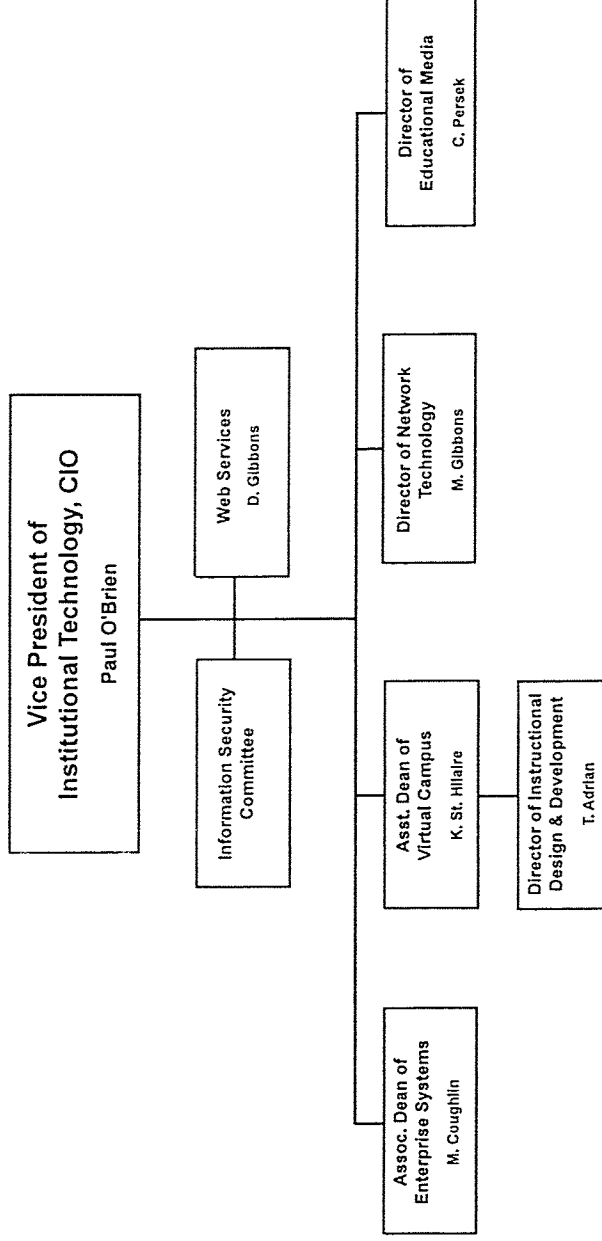 Vice President of
Institutional Technology, CIO
Paul O'Brien
Information Security
Committee
Web Services
D. Gibbons
Assoc. Dean of
Enterprise Systems
M. Coughlin
Asst. Dean of
Virtual Campus
K. St. Hilaire
Director of Network
Technology
M. Gibbons
Director of
Educational Media
C. Persek
Director of Instructional
Design & Development
T. Adrian